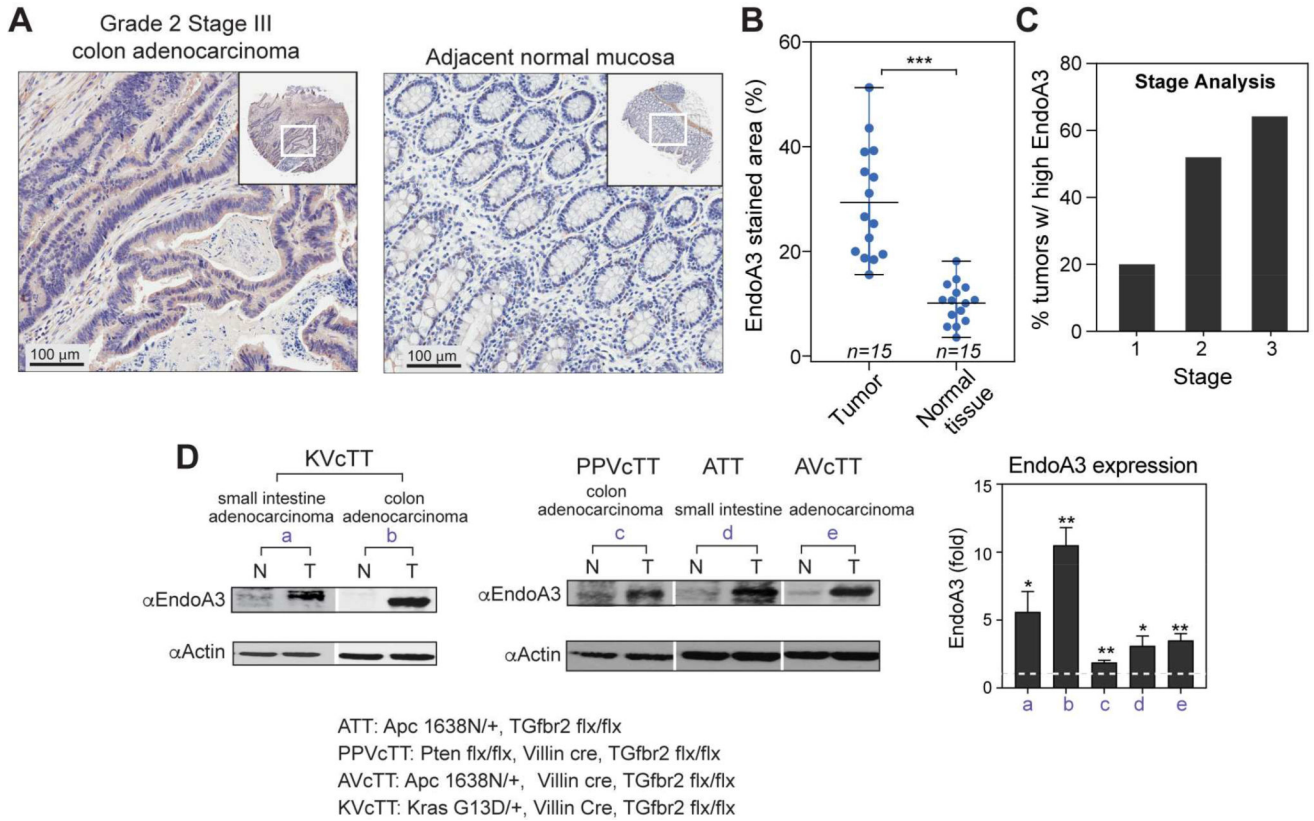 A
Grade 2 Stage III
colon adenocarcinoma
Adjacent normal mucosa
100 µm
100 µm
B
EndoA3 stained area (%)
60
40
20
0
***
n=15
n=15
Tumor
Normal
tissue
C
% tumors w/ high EndoA3
80
60
40
20
0
Stage Analysis
1 2 3
Stage
D
KVcTT
small intestine
adenocarcinoma
a
colon
adenocarcinoma
b
N T N T
αEndoA3
αActin
PPVcTT ATT AVcTT
colon
adenocarcinoma small intestine adenocarcinoma
c d e
N T N T N T
αEndoA3
αActin
EndoA3 expression
EndoA3 (fold)
15
10
5
0
* ** ** * **
a b c d e
ATT: Apc 1638N/+, TGfbr2 flx/flx
PPVcTT: Pten flx/flx, Villin cre, TGfbr2 flx/flx
AVcTT: Apc 1638N/+, Villin cre, TGfbr2 flx/flx
KVcTT: Kras G13D/+, Villin Cre, TGfbr2 flx/flx